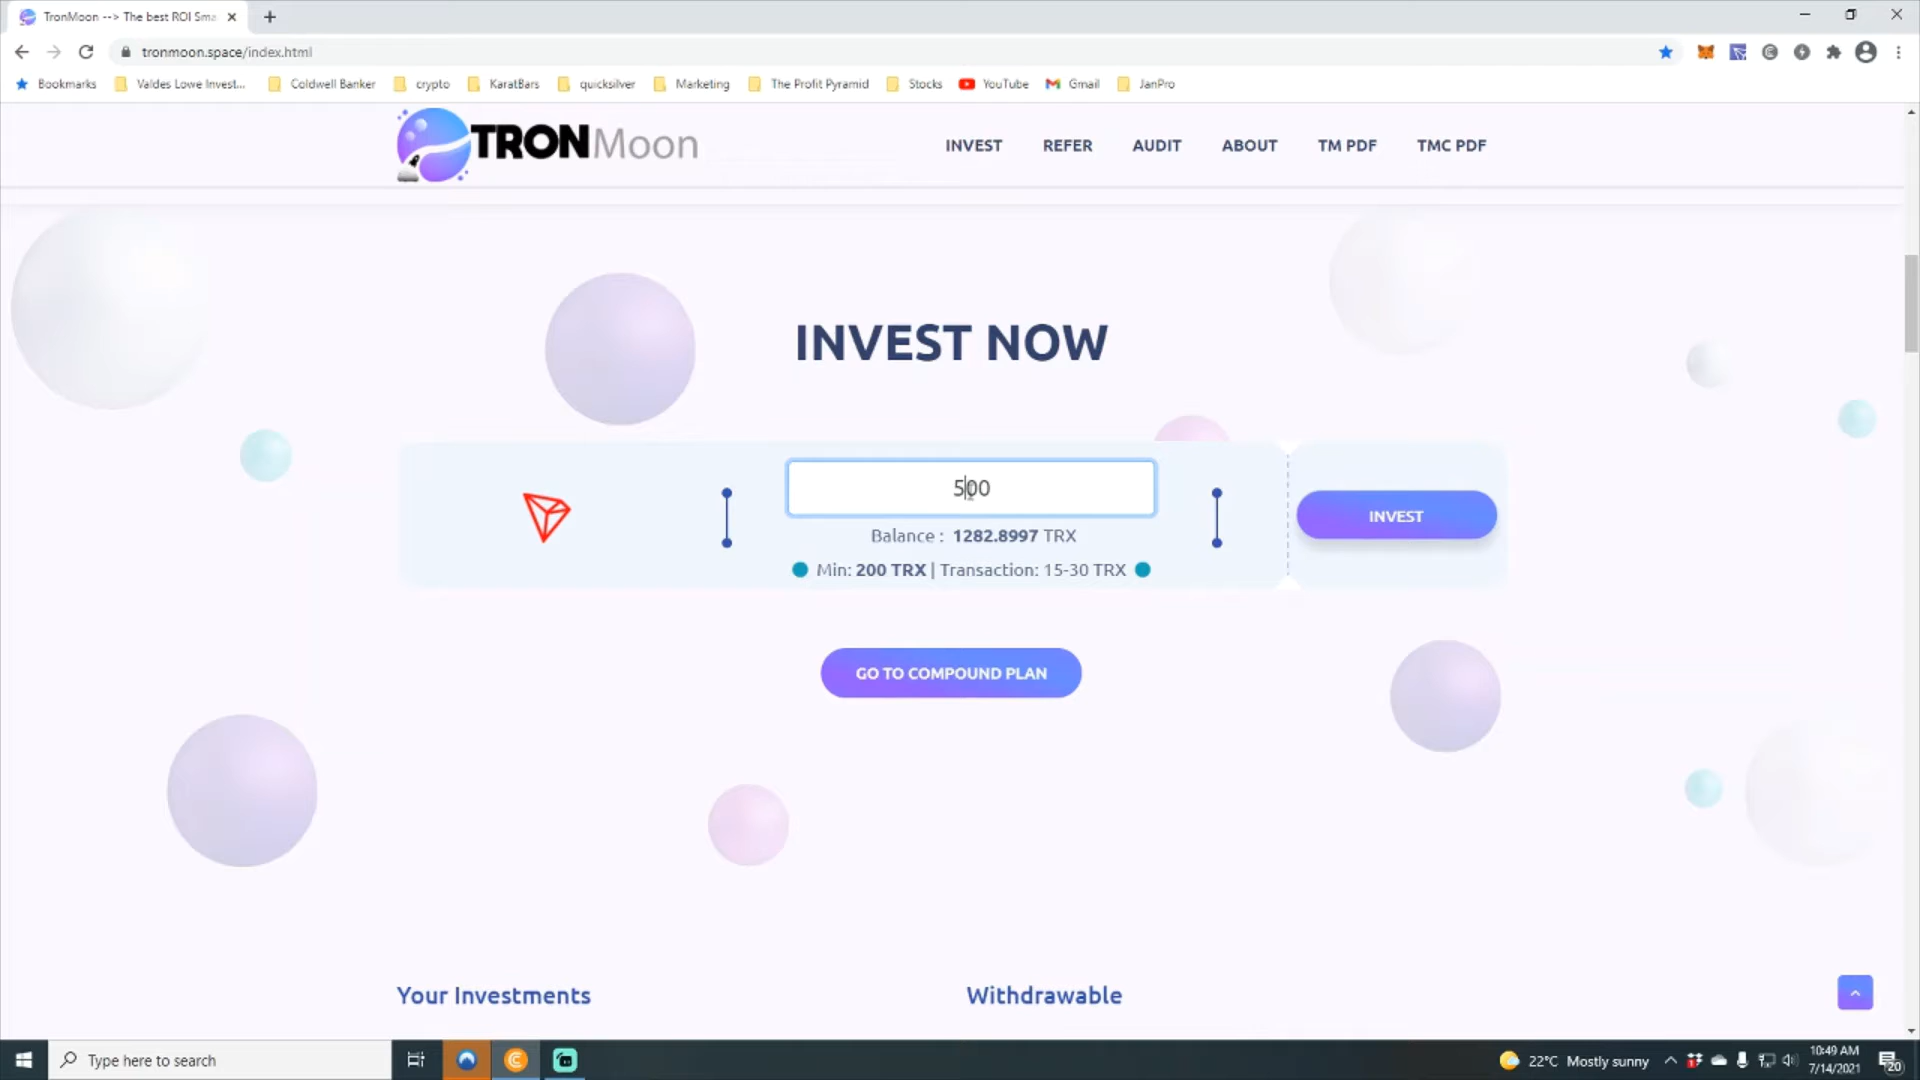 TronMoon --> The best ROI Sma
tronmoon.space/index.html
Bookmarks Valdes Lowe Invest... Coldwell Banker crypto KaratBars quicksilver Marketing The Profit Pyramid Stocks YouTube Gmail JanPro
TRONMoon
INVEST REFER AUDIT ABOUT TM PDF TMC PDF
INVEST NOW
500
Balance : 1282.8997 TRX
Min: 200 TRX | Transaction: 15-30 TRX
INVEST
GO TO COMPOUND PLAN
Your Investments
Withdrawable
Type here to search
22°C Mostly sunny
10:49 AM
7/14/2021
20